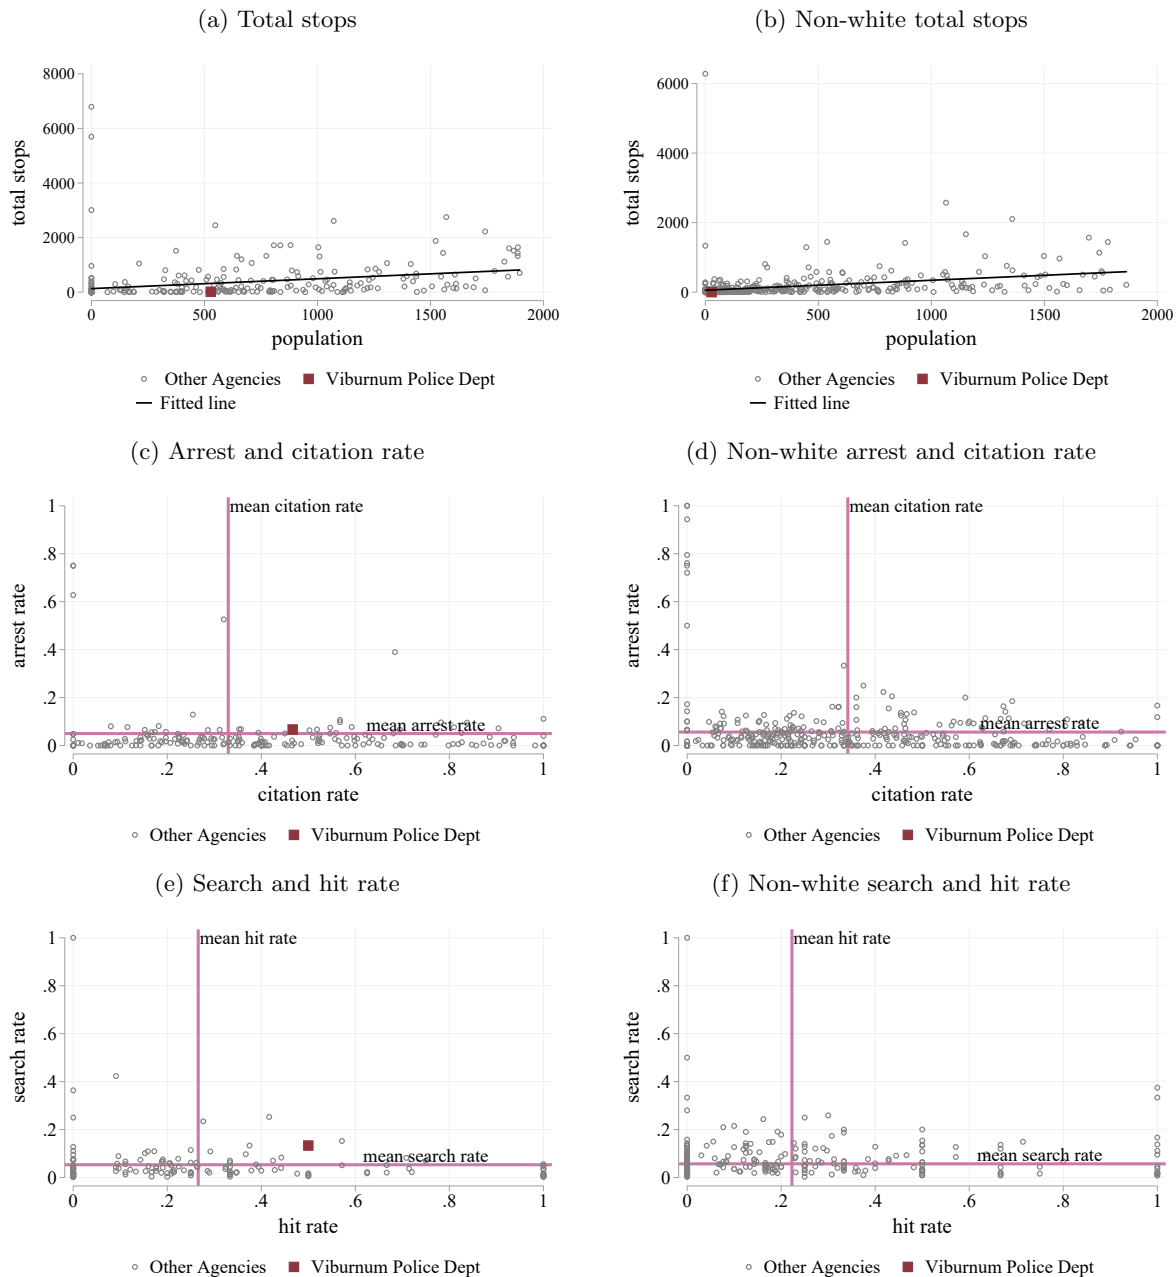 (a) Total stops
(b) Non-white total stops
8000
6000
4000
2000
0
total stops
0 500 1000 1500 2000
population
Other Agencies Viburnum Police Dept
Fitted line
6000
4000
2000
0
total stops
0 500 1000 1500 2000
population
Other Agencies Viburnum Police Dept
Fitted line
(c) Arrest and citation rate
(d) Non-white arrest and citation rate
1
.8
.6
.4
.2
0
arrest rate
mean citation rate
mean arrest rate
0 .2 .4 .6 .8 1
citation rate
Other Agencies Viburnum Police Dept
1
.8
.6
.4
.2
0
arrest rate
mean citation rate
mean arrest rate
0 .2 .4 .6 .8 1
citation rate
Other Agencies Viburnum Police Dept
(e) Search and hit rate
(f) Non-white search and hit rate
1
.8
.6
.4
.2
0
search rate
mean hit rate
mean search rate
0 .2 .4 .6 .8 1
hit rate
Other Agencies Viburnum Police Dept
1
.8
.6
.4
.2
0
search rate
mean hit rate
mean search rate
0 .2 .4 .6 .8 1
hit rate
Other Agencies Viburnum Police Dept